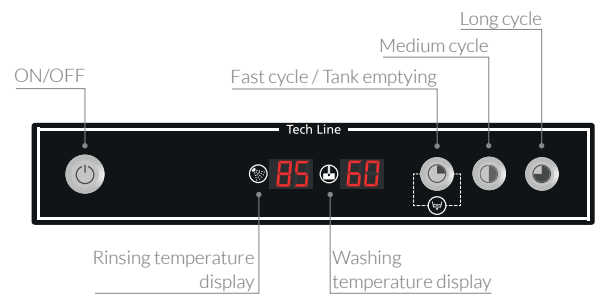 Long cycle
Medium cycle
ON/OFF
Fast cycle / Tank emptying
Tech Line
85
60
Rinsing temperature
display
Washing
temperature display